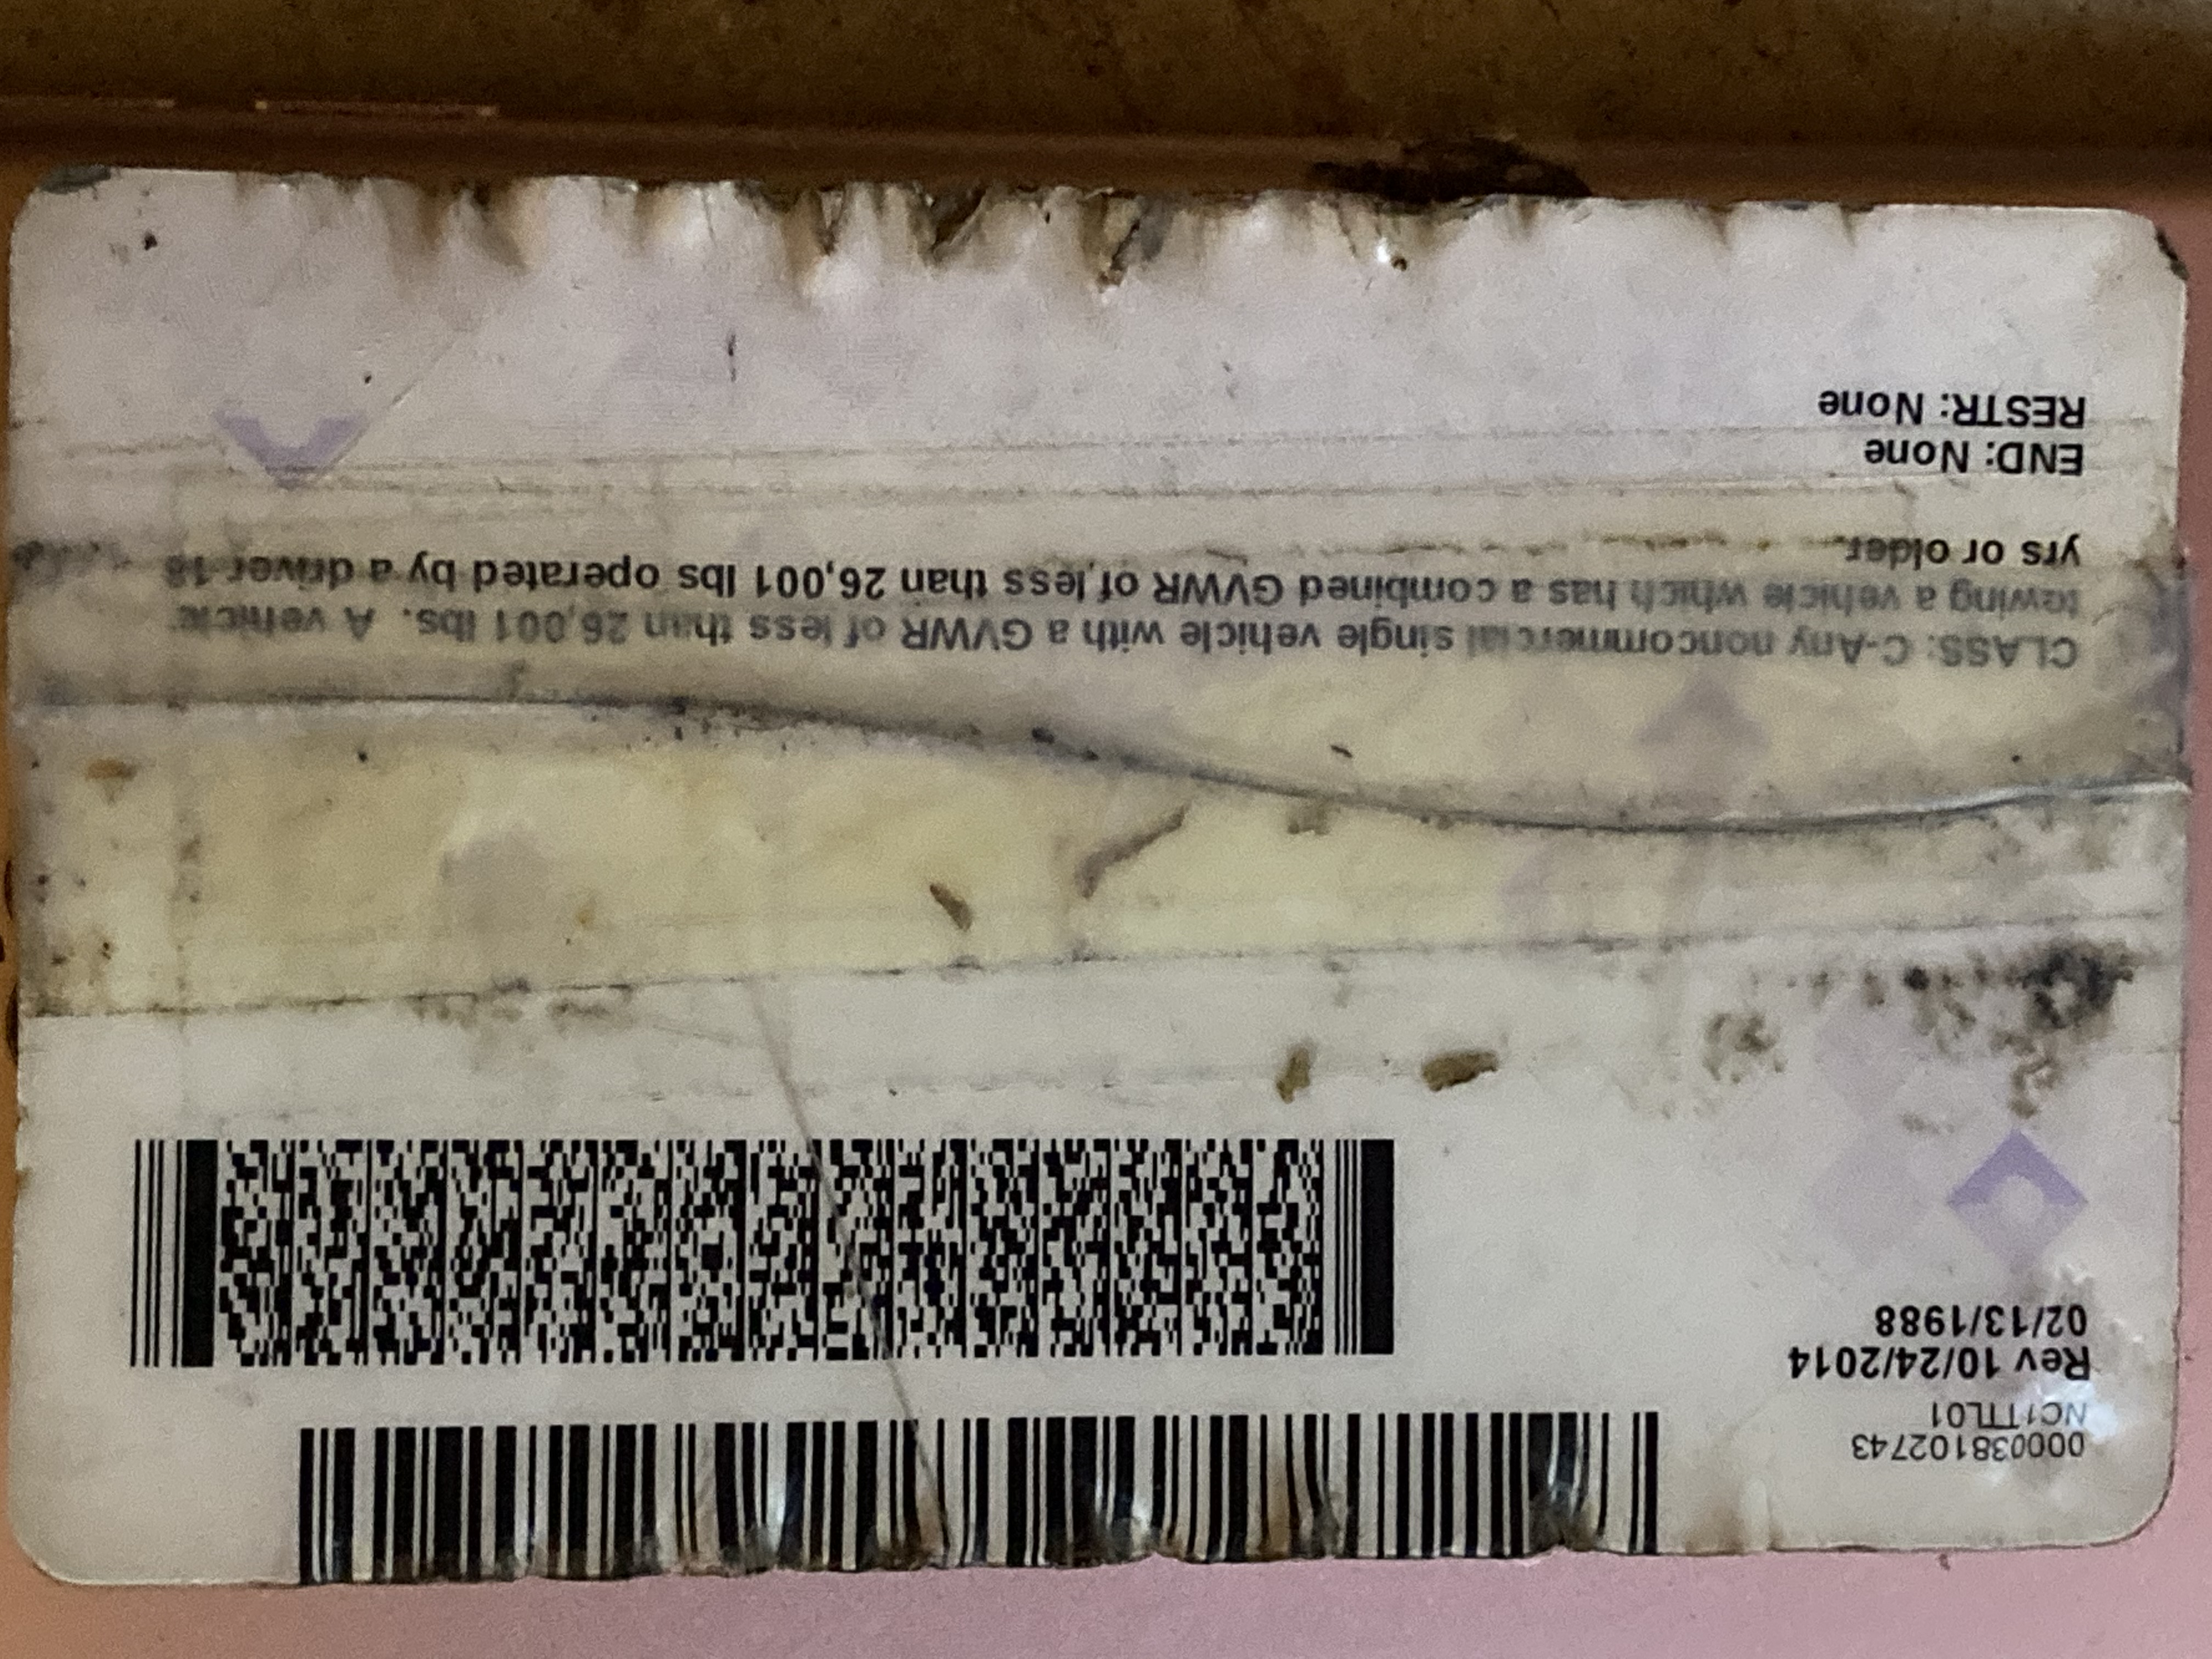 000038102743
NC1TTL01
Rev 10/24/2014
02/13/1988
CLASS: C-Any noncommercial single vehicle with a GVWR of less than 26,001 lbs. A vehicle
towing a vehicle which has a combined GVWR of less than 26,001 lbs operated by a driver 18
yrs or older.
END: None
RESTR: None